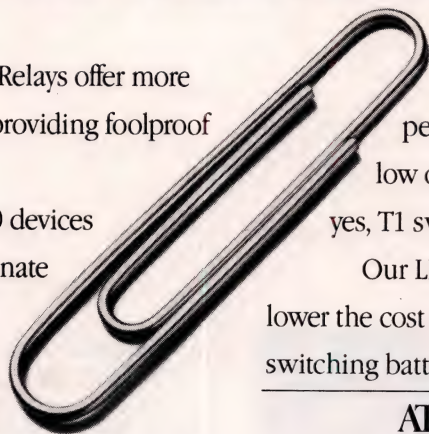 Relays offer more
providing foolproof
0 devices
nate
pe
low
yes, T1 sv
Our L
lower the cost
switching batt
AT